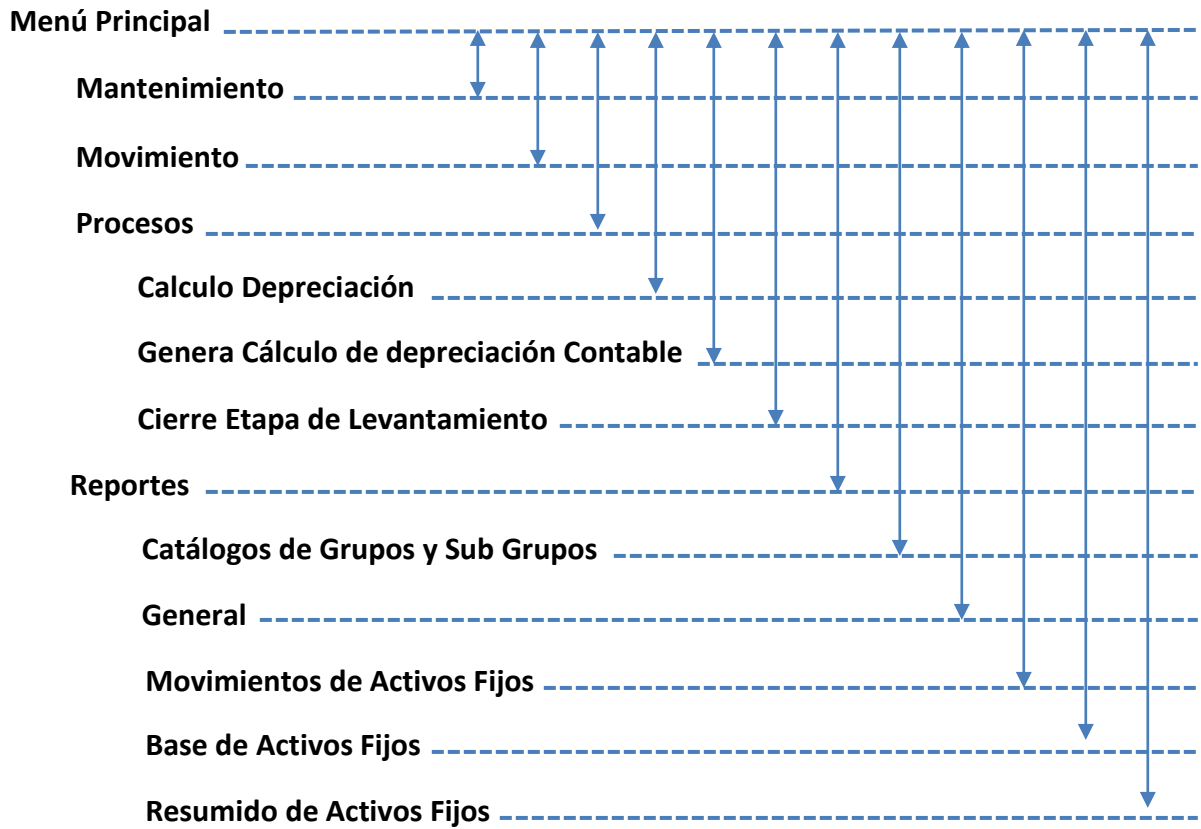 Menú Principal
Mantenimiento
Movimiento
Procesos
Calculo Depreciación
Genera Cálculo de depreciación Contable
Cierre Etapa de Levantamiento
Reportes
Catálogos de Grupos y Sub Grupos
General
Movimientos de Activos Fijos
Base de Activos Fijos
Resumido de Activos Fijos